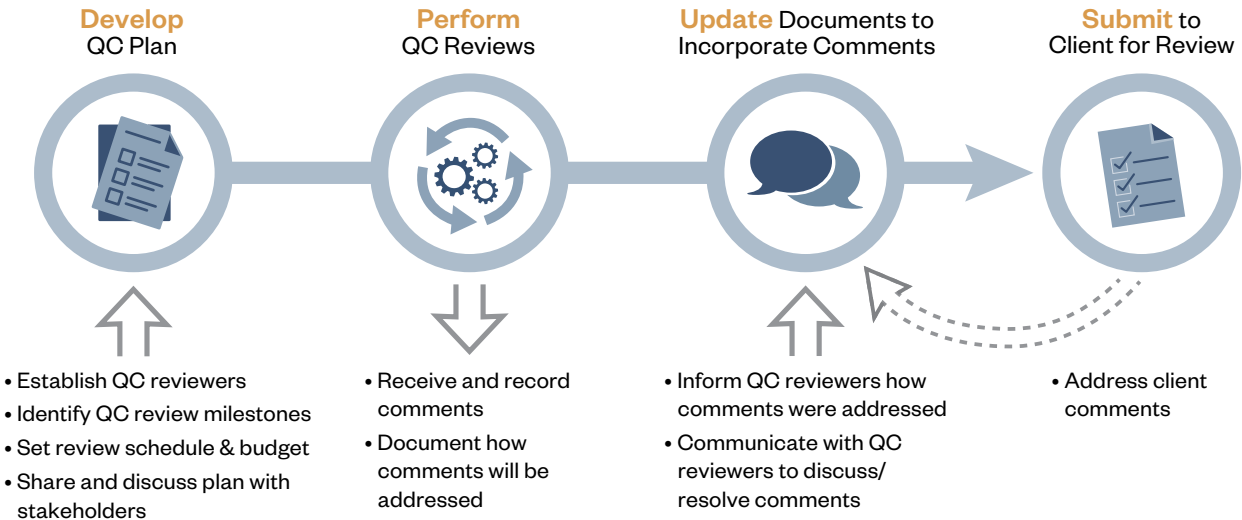 Develop
QC Plan
Perform
QC Reviews
Update Documents to
Incorporate Comments
Submit to
Client for Review
• Establish QC reviewers
• Identify QC review milestones
• Set review schedule & budget
• Share and discuss plan with
stakeholders
• Receive and record
comments
• Document how
comments will be
addressed
• Inform QC reviewers how
comments were addressed
• Communicate with QC
reviewers to discuss/
resolve comments
• Address client
comments